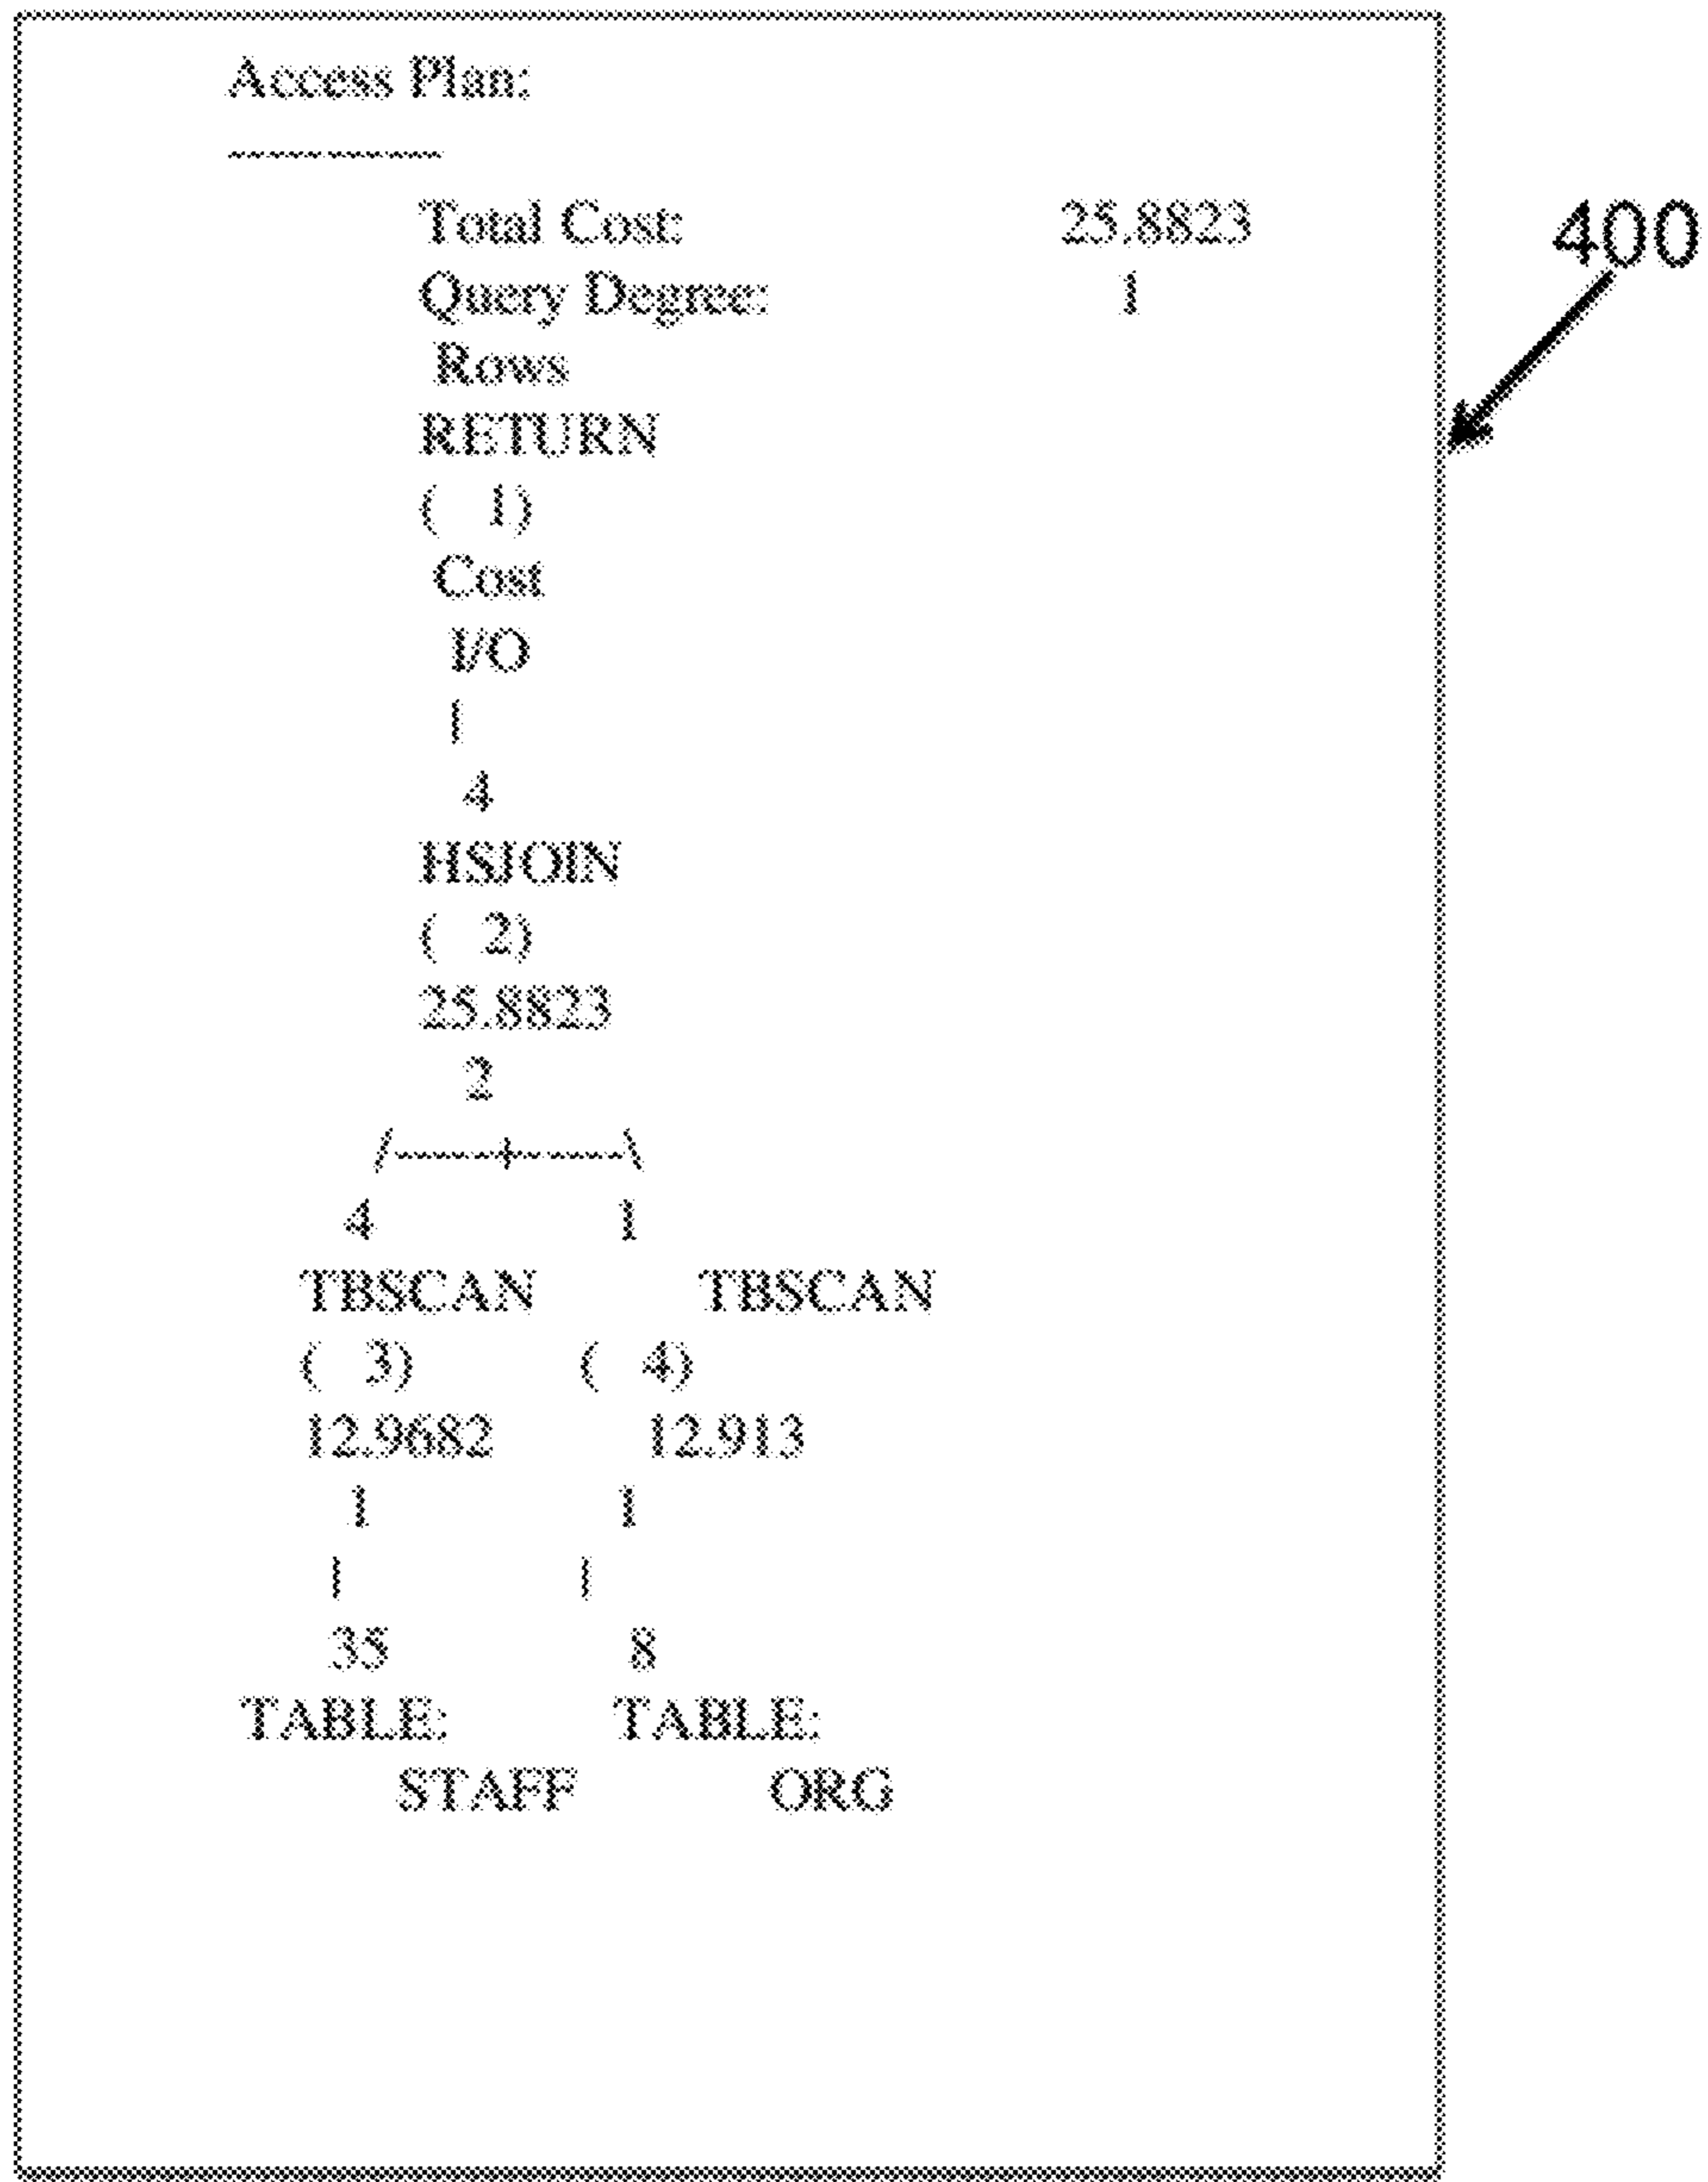 Access Plan:
-----------
Total Cost: 25.8823
400
Query Degree: 1
Rows
RETURN
( 1)
Cost
I/O
|
4
HSJOIN
( 2)
25.8823
2
/------+------\
4 1
TBSCAN TBSCAN
( 3) ( 4)
12.9682 12.913
1 1
| |
35 8
TABLE: TABLE:
STAFF ORG